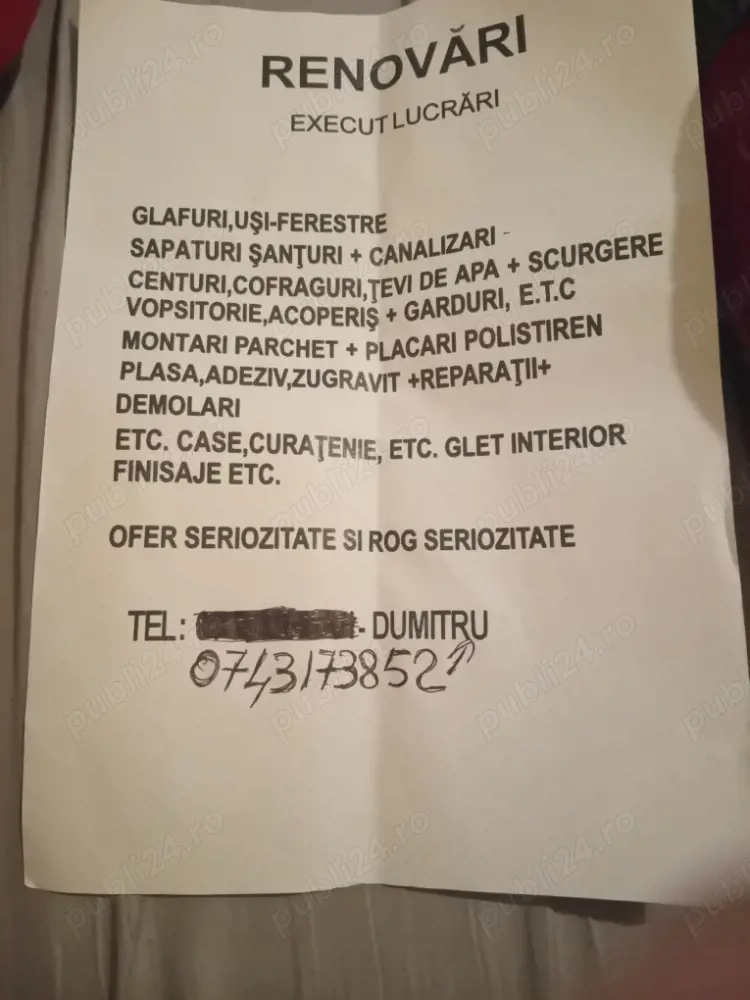 RENOVĂRI
EXECUT LUCRĂRI
GLAFURI,UŞI-FERESTRE
SAPATURI ŞANŢURI + CANALIZARI -
CENTURI,COFRAGURI,ŢEVI DE APA + SCURGERE
VOPSITORIE,ACOPERIŞ + GARDURI, E.T.C
MONTARI PARCHET + PLACARI POLISTIREN
PLASA,ADEZIV,ZUGRAVIT +REPARAŢII+
DEMOLARI
ETC. CASE,CURAŢENIE, ETC. GLET INTERIOR
FINISAJE ETC.
OFER SERIOZITATE SI ROG SERIOZITATE
TEL: - DUMITRU
0743173852
publi24.ro